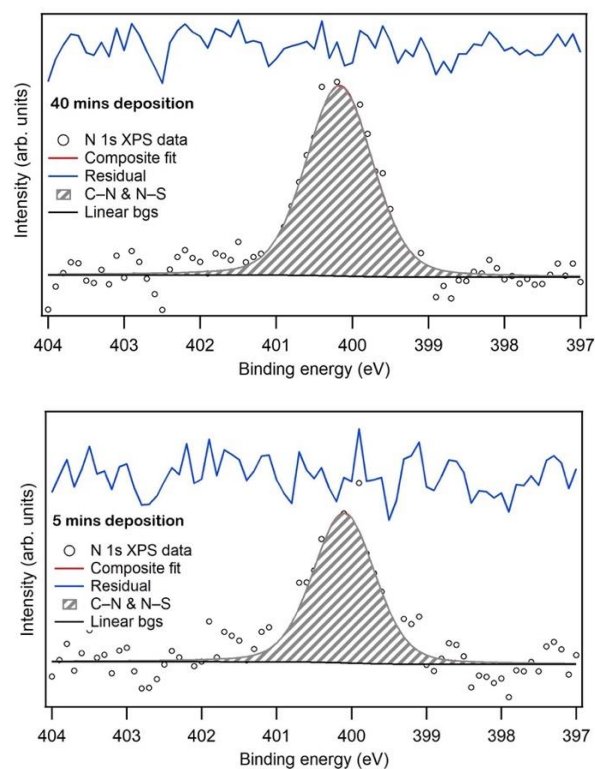 Intensity (arb. units)
40 mins deposition
N 1s XPS data
Composite fit
Residual
C–N & N–S
Linear bgs
404 403 402 401 400 399 398 397
Binding energy (eV)
Intensity (arb. units)
5 mins deposition
N 1s XPS data
Composite fit
Residual
C–N & N–S
Linear bgs
404 403 402 401 400 399 398 397
Binding energy (eV)